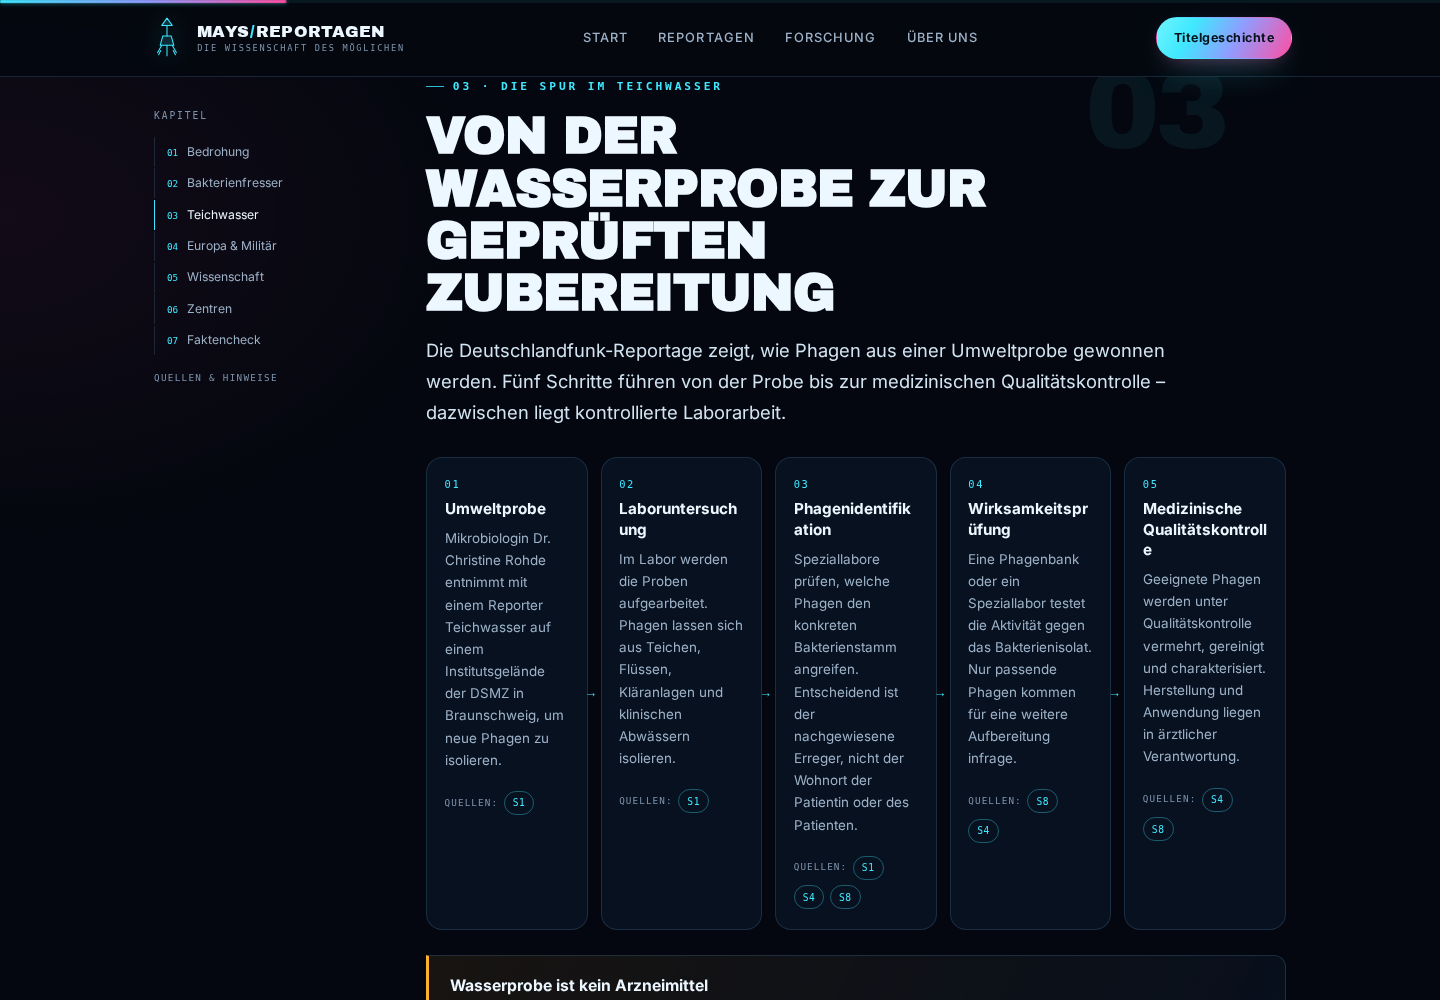 MAYS/REPORTAGEN
DIE WISSENSCHAFT DES MÖGLICHEN
START
REPORTAGEN
FORSCHUNG
ÜBER UNS
Titelgeschichte
KAPITEL
01 Bedrohung
02 Bakterienfresser
03 Teichwasser
04 Europa & Militär
05 Wissenschaft
06 Zentren
07 Faktencheck
QUELLEN & HINWEISE
03 · DIE SPUR IM TEICHWASSER
03
VON DER
WASSERPROBE ZUR
GEPRÜFTEN
ZUBEREITUNG
Die Deutschlandfunk-Reportage zeigt, wie Phagen aus einer Umweltprobe gewonnen
werden. Fünf Schritte führen von der Probe bis zur medizinischen Qualitätskontrolle –
dazwischen liegt kontrollierte Laborarbeit.
01
Umweltprobe
Mikrobiologin Dr.
Christine Rohde
entnimmt mit
einem Reporter
Teichwasser auf
einem
Institutsgelände
der DSMZ in
Braunschweig, um
neue Phagen zu
isolieren.
QUELLEN: S1
→
02
Laboruntersuch
ung
Im Labor werden
die Proben
aufgearbeitet.
Phagen lassen sich
aus Teichen,
Flüssen,
Kläranlagen und
klinischen
Abwässern
isolieren.
QUELLEN: S1
→
03
Phagenidentifik
ation
Speziallabore
prüfen, welche
Phagen den
konkreten
Bakterienstamm
angreifen.
Entscheidend ist
der
nachgewiesene
Erreger, nicht der
Wohnort der
Patientin oder des
Patienten.
QUELLEN: S1
S4 S8
→
04
Wirksamkeitspr
üfung
Eine Phagenbank
oder ein
Speziallabor testet
die Aktivität gegen
das Bakterienisolat.
Nur passende
Phagen kommen
für eine weitere
Aufbereitung
infrage.
QUELLEN: S8
S4
→
05
Medizinische
Qualitätskontroll
e
Geeignete Phagen
werden unter
Qualitätskontrolle
vermehrt, gereinigt
und charakterisiert.
Herstellung und
Anwendung liegen
in ärztlicher
Verantwortung.
QUELLEN: S4
S8
Wasserprobe ist kein Arzneimittel